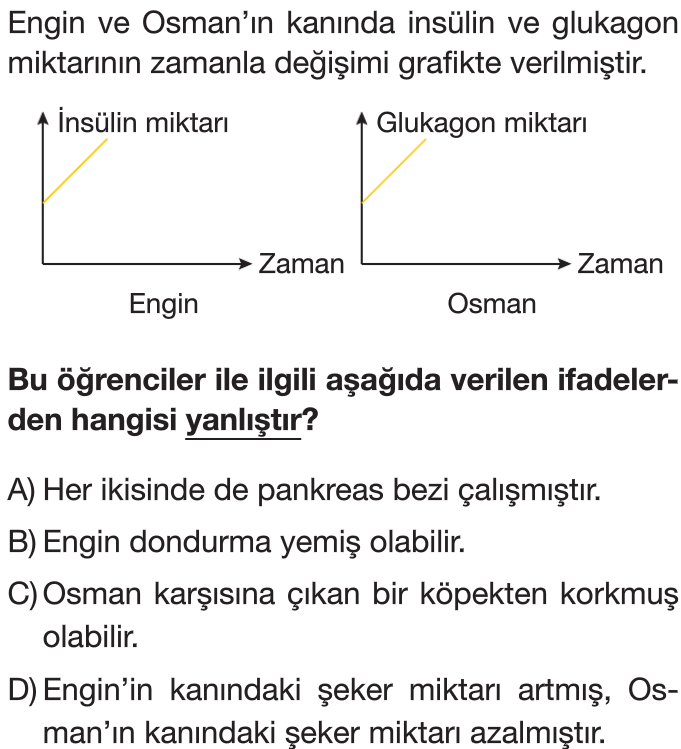 Engin ve Osman’ın kanında insülin ve glukagon
miktarının zamanla değişimi grafikte verilmiştir.
İnsülin miktarı
Glukagon miktarı
Zaman
Zaman
Engin
Osman
Bu öğrenciler ile ilgili aşağıda verilen ifadeler-
den hangisi yanlıştır?
A) Her ikisinde de pankreas bezi çalışmıştır.
B) Engin dondurma yemiş olabilir.
C) Osman karşısına çıkan bir köpekten korkmuş
olabilir.
D) Engin’in kanındaki şeker miktarı artmış, Os-
man’ın kanındaki şeker miktarı azalmıştır.